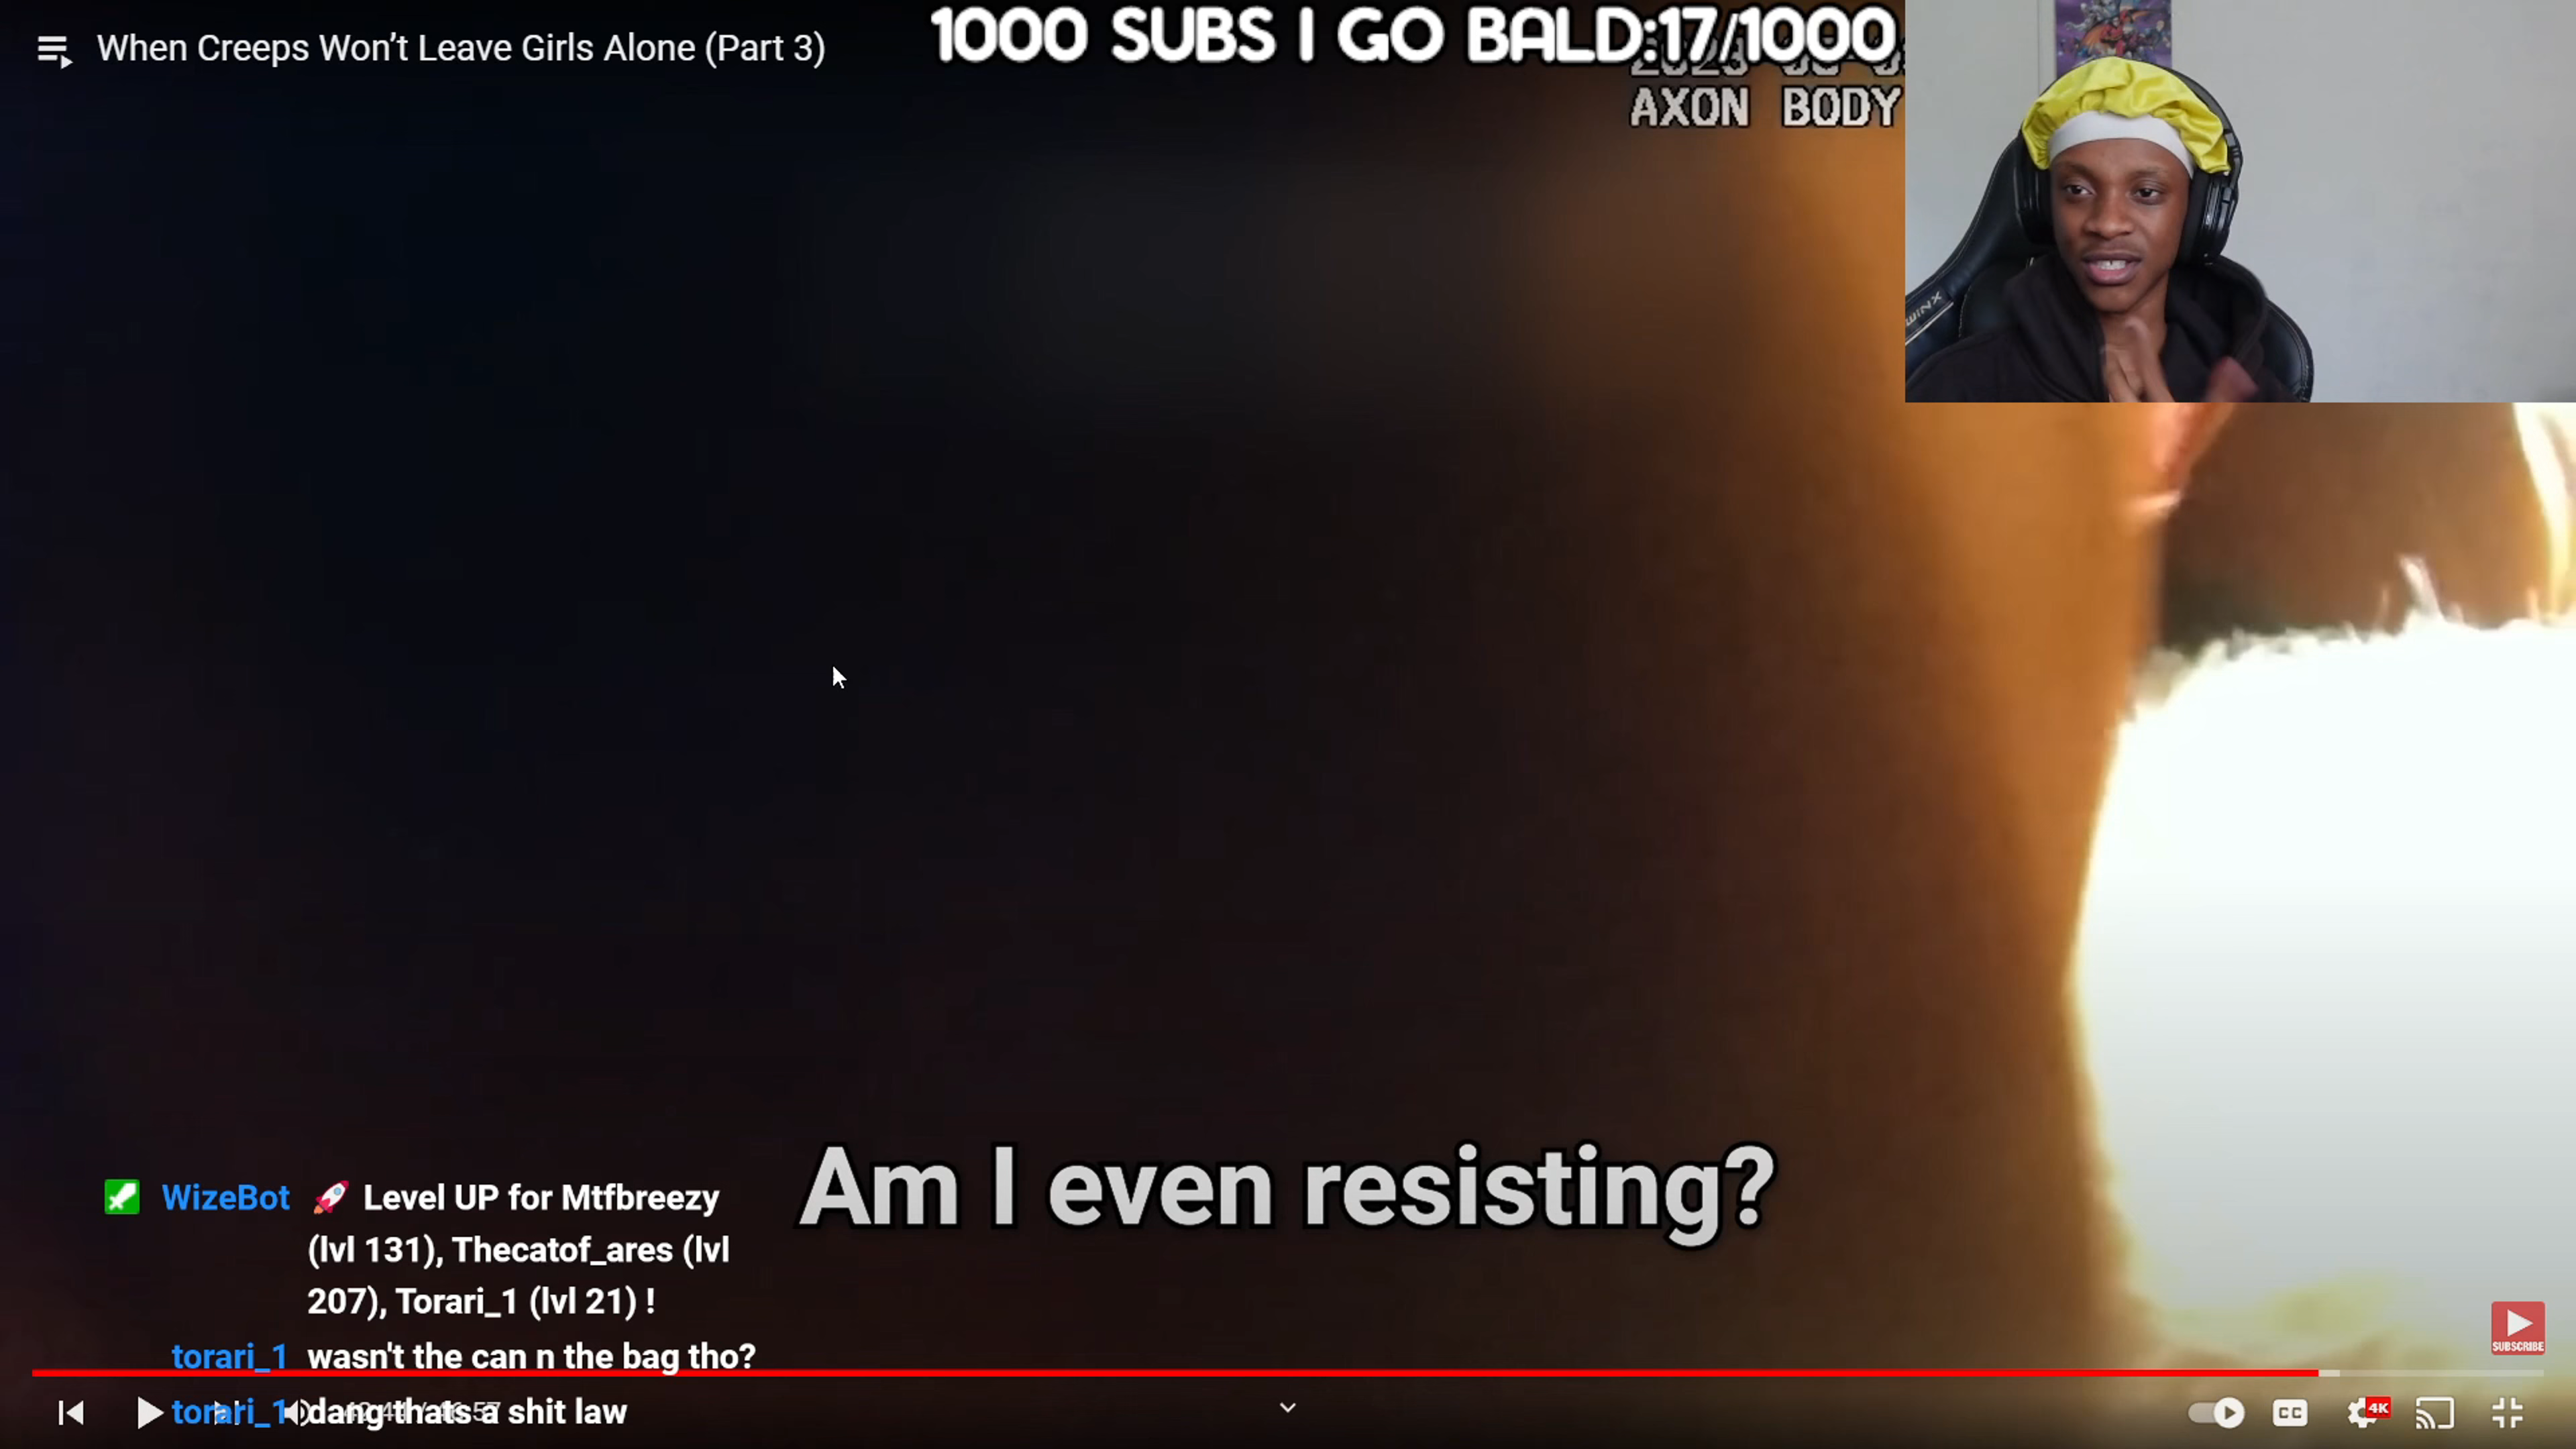 When Creeps Won’t Leave Girls Alone (Part 3)
1000 SUBS I GO BALD:17/1000
AXON BODY
WINX
Am I even resisting?
WizeBot 🚀 Level UP for Mtfbreezy
(lvl 131), Thecatof_ares (lvl
207), Torari_1 (lvl 21) !
torari_1 wasn't the can n the bag tho?
torari_1 dang thats a shit law
SUBSCRIBE
CC
4K